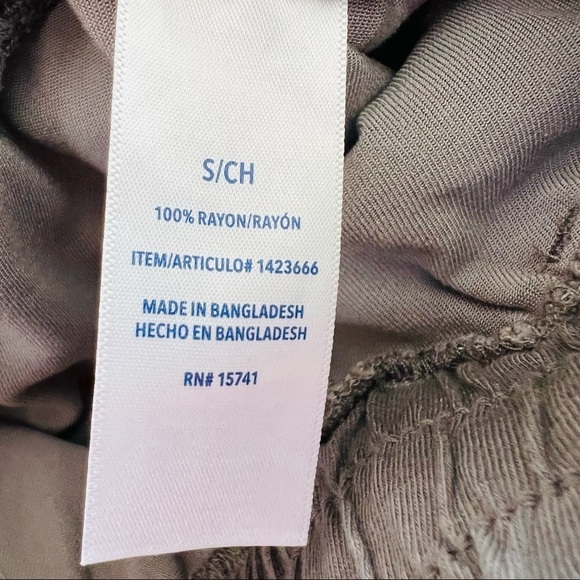 S/CH
100% RAYON/RAYÓN
ITEM/ARTICULO# 1423666
MADE IN BANGLADESH
HECHO EN BANGLADESH
RN# 15741